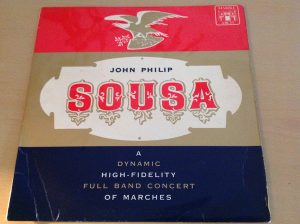 JOHN PHILIP
SOUSA
A
DYNAMIC
HIGH-FIDELITY
FULL BAND CONCERT
OF MARCHES